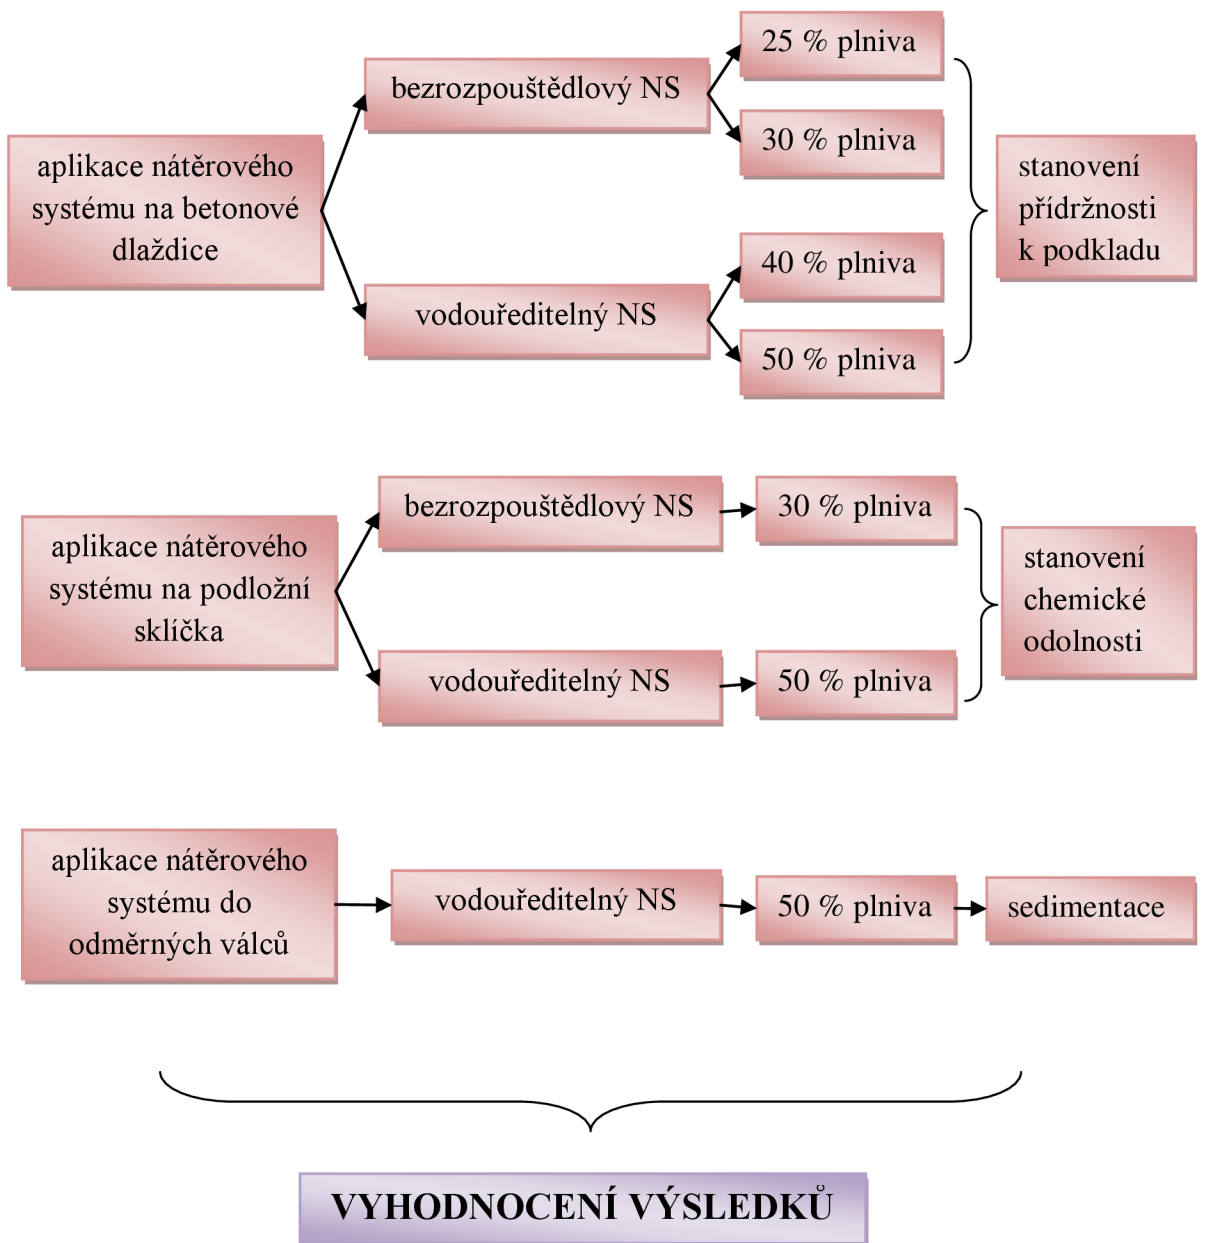 aplikace nátěrového
systému na betonové
dlaždice
bezrozpouštědlový NS
25 % plniva
30 % plniva
vodouředitelný NS
40 % plniva
50 % plniva
stanovení
přídržnosti
k podkladu
aplikace nátěrového
systému na podložní
sklíčka
bezrozpouštědlový NS
30 % plniva
vodouředitelný NS
50 % plniva
stanovení
chemické
odolnosti
aplikace nátěrového
systému do
odměrných válců
vodouředitelný NS
50 % plniva
sedimentace
VYHODNOCENÍ VÝSLEDKŮ